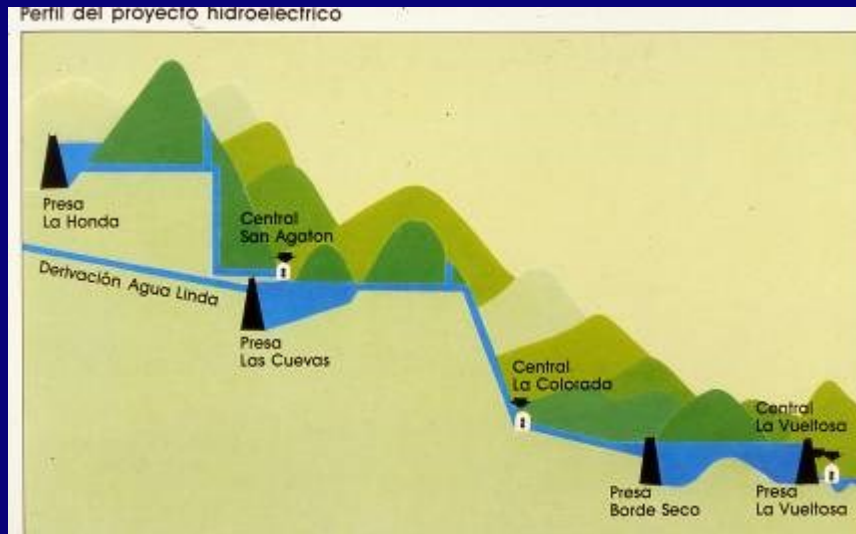 Perfil del proyecto hidroelectrico
Presa
La Honda
Central
San Agaton
Derivación Agua Linda
Presa
Las Cuevas
Central
La Colorada
Central
La Vueltosa
Presa
Borde Seco
Presa
La Vueltosa